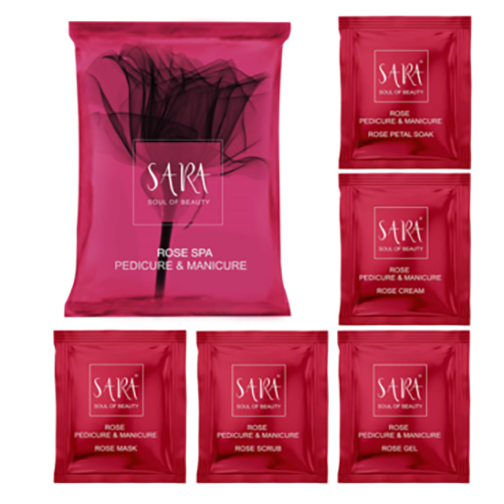 SARA
SOUL OF BEAUTY
ROSE SPA
PEDICURE & MANICURE
SARA®
SOUL OF BEAUTY
ROSE
PEDICURE & MANICURE
ROSE PETAL SOAK
SARA®
SOUL OF BEAUTY
ROSE
PEDICURE & MANICURE
ROSE CREAM
SARA®
SOUL OF BEAUTY
ROSE
PEDICURE & MANICURE
ROSE MASK
SARA®
SOUL OF BEAUTY
ROSE
PEDICURE & MANICURE
ROSE SCRUB
SARA®
SOUL OF BEAUTY
ROSE
PEDICURE & MANICURE
ROSE GEL